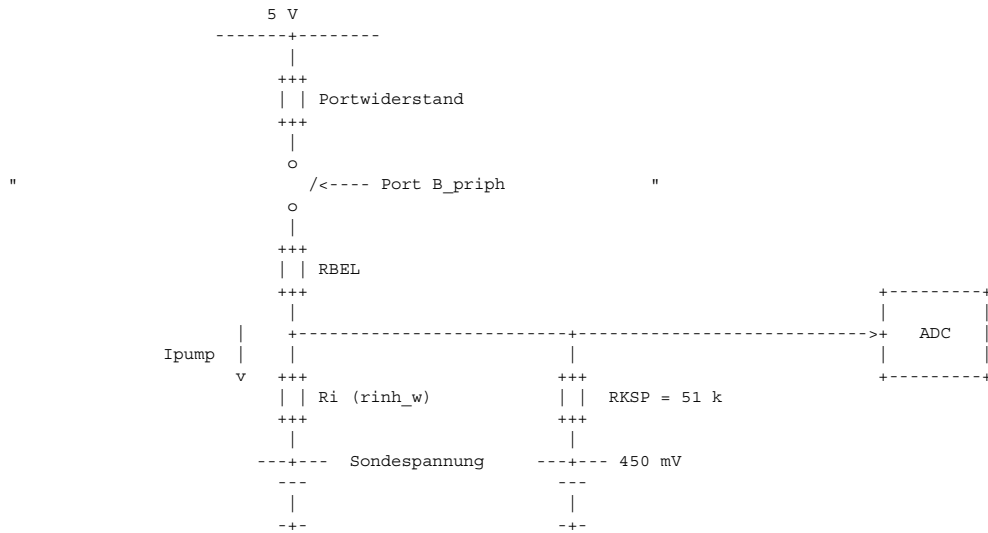 5 V
Portwiderstand
" /<---- Port B_priph "
RBEL
ADC
Ipump
Ri (rinh_w)
RKSP = 51 k
Sondespannung
450 mV